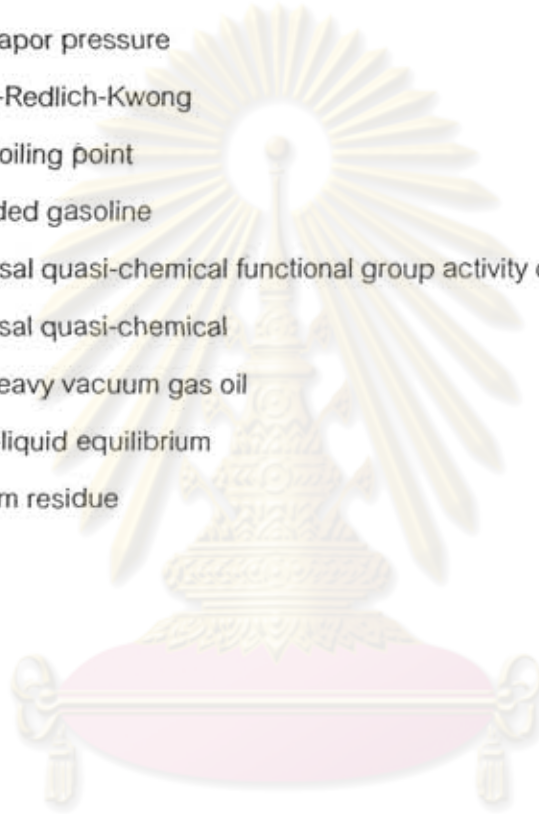 apor pressure
-Redlich-Kwong
oiling point
ded gasoline
sal quasi-chemical functional group activity
sal quasi-chemical
eavy vacuum gas oil
liquid equilibrium
m residue